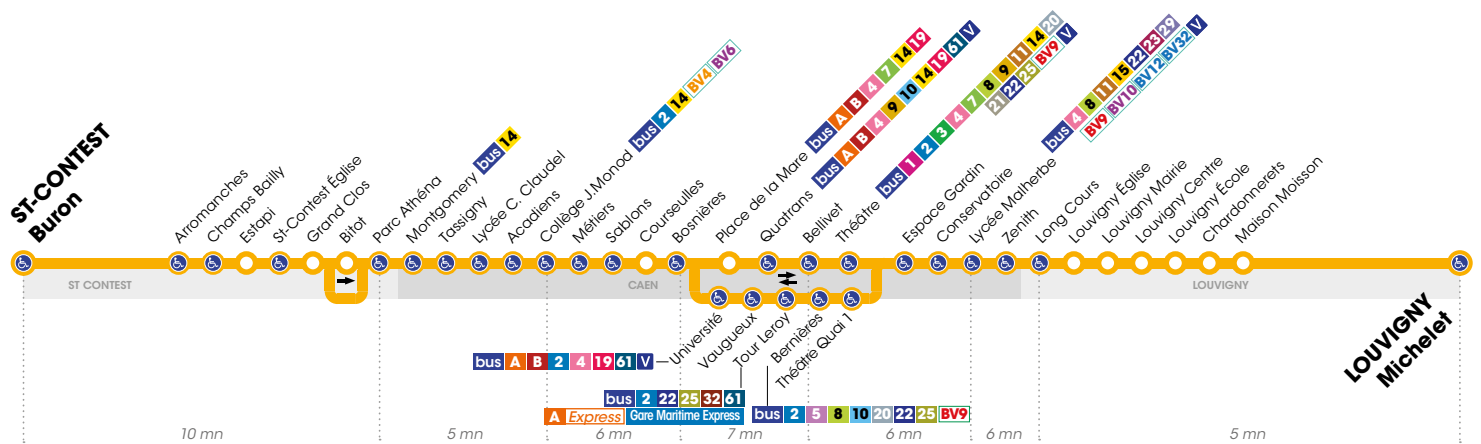 ST-CONTEST
Buron
Arromanches
Champs Bailly
Estapi
St-Contest Église
Grand Clos
Bitot
Parc Athéna
Montgomery bus 14
Tassigny
Lycée C. Claudel
Acadiens
Collège J.Monod bus 2 14 BV4 BV6
Métiers
Sablons
Courseulles
Bosnières
Place de la Mare bus A B 4 7 14 19
Quatrans bus A B 4 9 10 14 19 61 V
Bellivet
Théâtre bus 1 2 3 4 7 8 9 11 14 20
21 22 25 BV9 V
Espace Gardin
Conservatoire
Lycée Malherbe bus 4 8 11 15 22 23 29
BV9 BV10 BV12 BV32 V
Zenith
Long Cours
Louvigny Église
Louvigny Mairie
Louvigny Centre
Louvigny École
Chardonnerets
Maison Moisson
ST CONTEST
CAEN
LOUVIGNY
LOUVIGNY
Michelet
Université
bus A B 2 4 19 61 V
Vaugueux
Tour Leroy
bus 2 22 25 32 61
A Express Gare Maritime Express
Bernières
bus 2 5 8 10 20 22 25 BV9
Théâtre Quai 1
10 mn
5 mn
6 mn
7 mn
6 mn
6 mn
5 mn